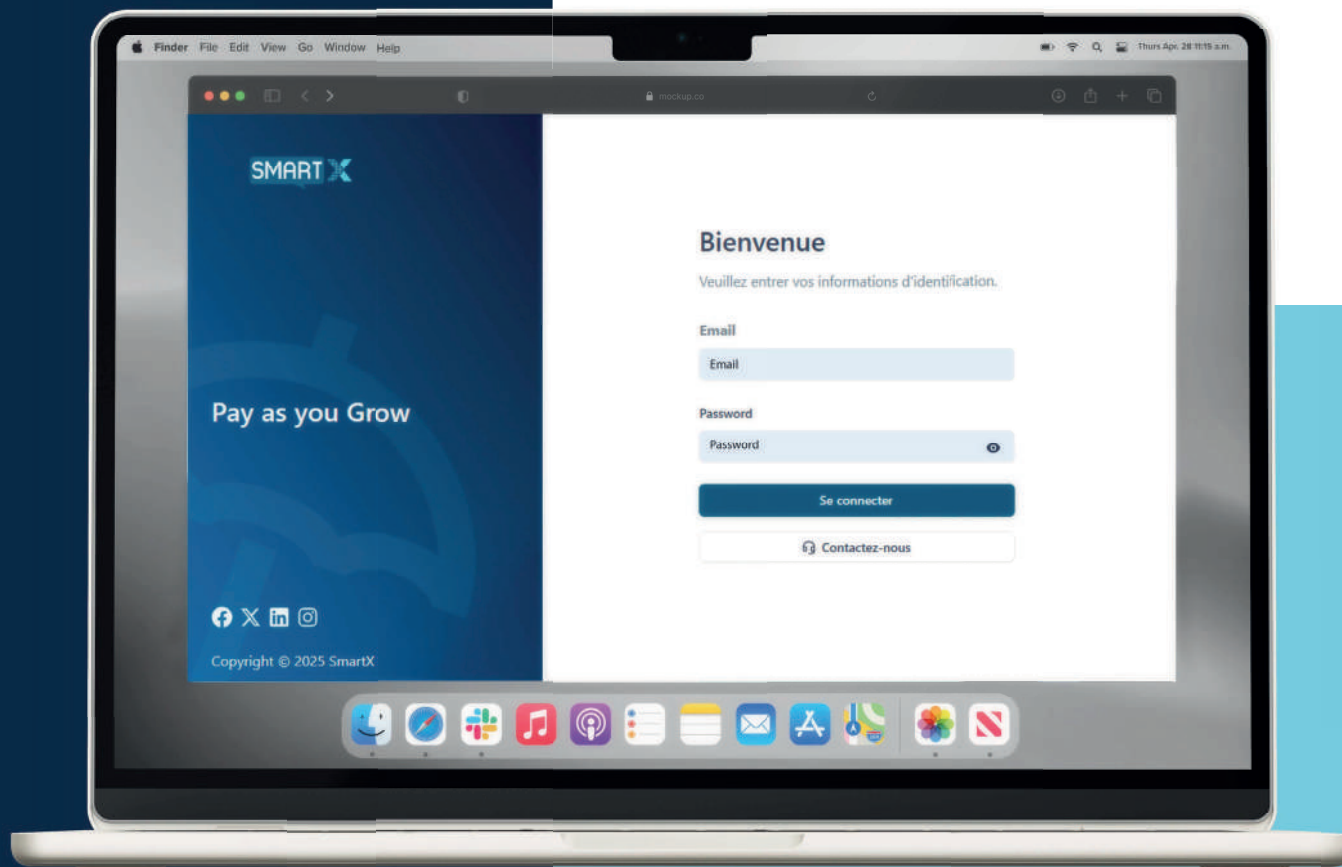 Finder File Edit View Go Window Help
Thurs Apr. 28 11:15 a.m.
mockup.co
SMART X
Bienvenue
Veuillez entrer vos informations d'identification.
Email
Email
Pay as you Grow
Password
Password
Se connecter
Contactez-nous
Copyright © 2025 SmartX